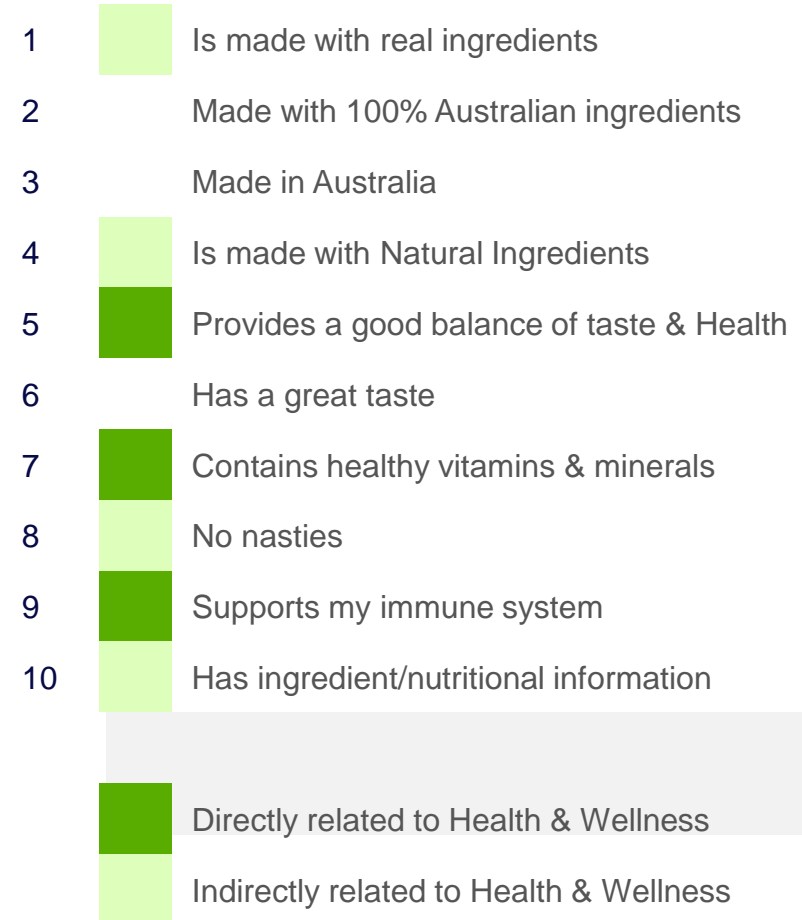 1 Is made with real ingredients
2 Made with 100% Australian ingredients
3 Made in Australia
4 Is made with Natural Ingredients
5 Provides a good balance of taste & Health
6 Has a great taste
7 Contains healthy vitamins & minerals
8 No nasties
9 Supports my immune system
10 Has ingredient/nutritional information
Directly related to Health & Wellness
Indirectly related to Health & Wellness